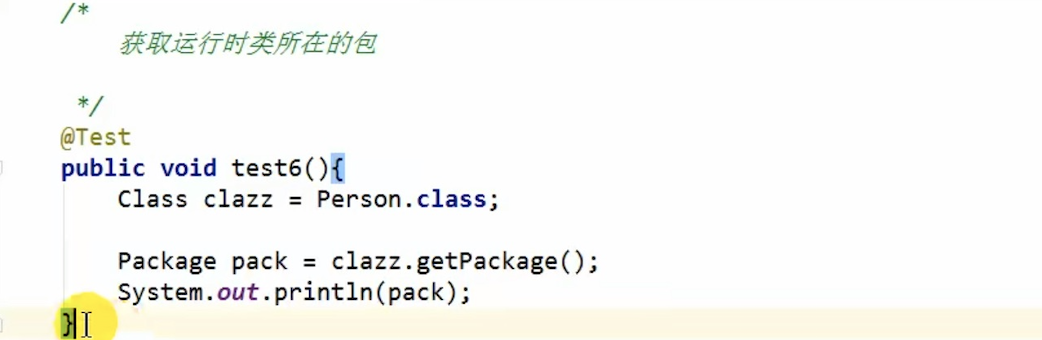 /*
获取运行时类所在的包
*/
@Test
public void test6(){
Class clazz = Person.class;
Package pack = clazz.getPackage();
System.out.println(pack);
}